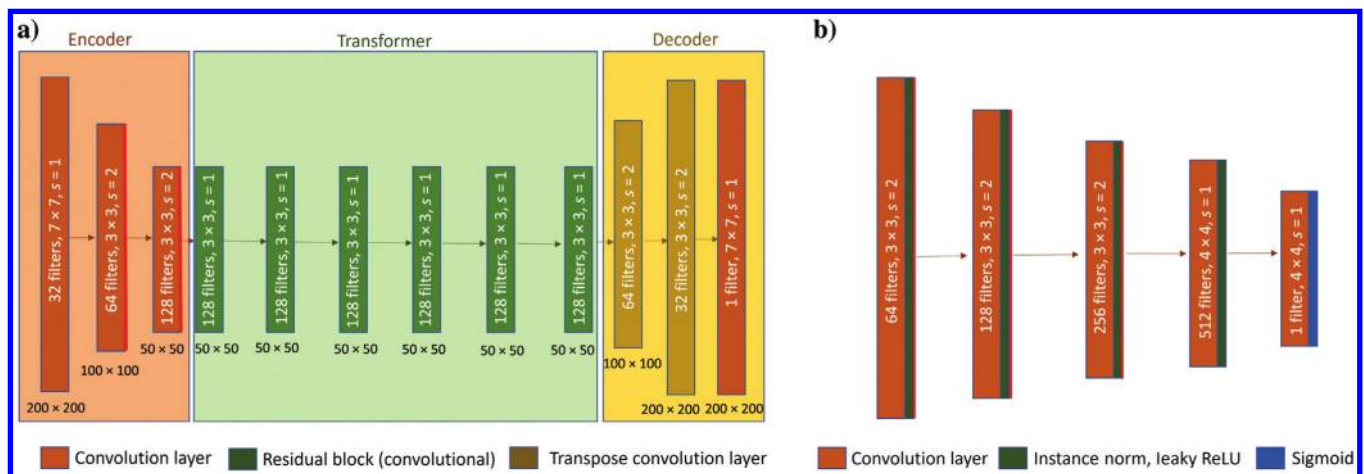 a)
Encoder
Transformer
Decoder
32 filters, 7 × 7, s = 1
64 filters, 3 × 3, s = 2
128 filters, 3 × 3, s = 2
128 filters, 3 × 3, s = 1
128 filters, 3 × 3, s = 1
128 filters, 3 × 3, s = 1
128 filters, 3 × 3, s = 1
128 filters, 3 × 3, s = 1
128 filters, 3 × 3, s = 1
64 filters, 3 × 3, s = 2
32 filters, 3 × 3, s = 2
1 filter, 7 × 7, s = 1
200 × 200
100 × 100
50 × 50
50 × 50
50 × 50
50 × 50
50 × 50
50 × 50
50 × 50
100 × 100
200 × 200
200 × 200
Convolution layer
Residual block (convolutional)
Transpose convolution layer
b)
64 filters, 3 × 3, s = 2
128 filters, 3 × 3, s = 2
256 filters, 3 × 3, s = 2
512 filters, 4 × 4, s = 1
1 filter, 4 × 4, s = 1
Convolution layer
Instance norm, leaky ReLU
Sigmoid